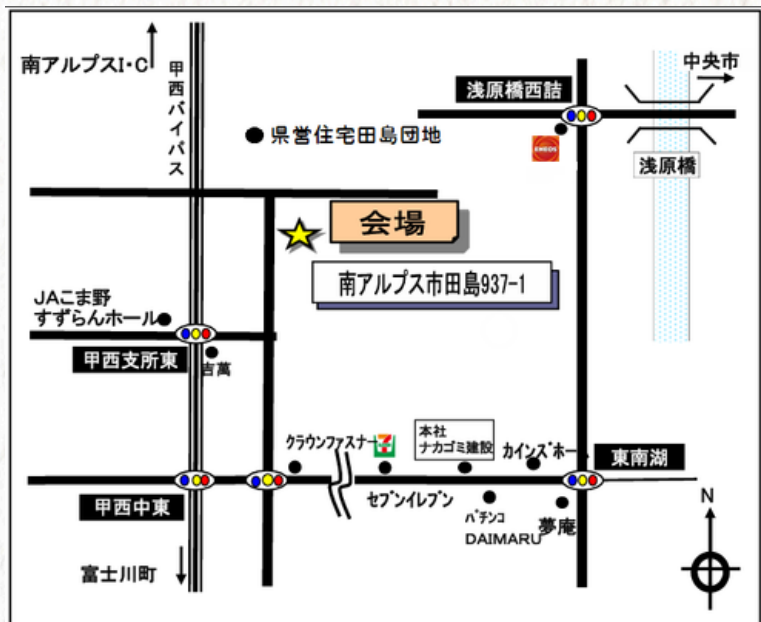 南アルプスI・C
甲西バイパス
中央市
浅原橋西詰
県営住宅田島団地
ENEOS
浅原橋
会場
南アルプス市田島937-1
JAこま野
すずらんホール
甲西支所東
吉萬
クラウンファスナー
本社
ナカゴミ建設
カインズホー
東南湖
セブンイレブン
甲西中東
パチンコ
DAIMARU
夢庵
N
富士川町